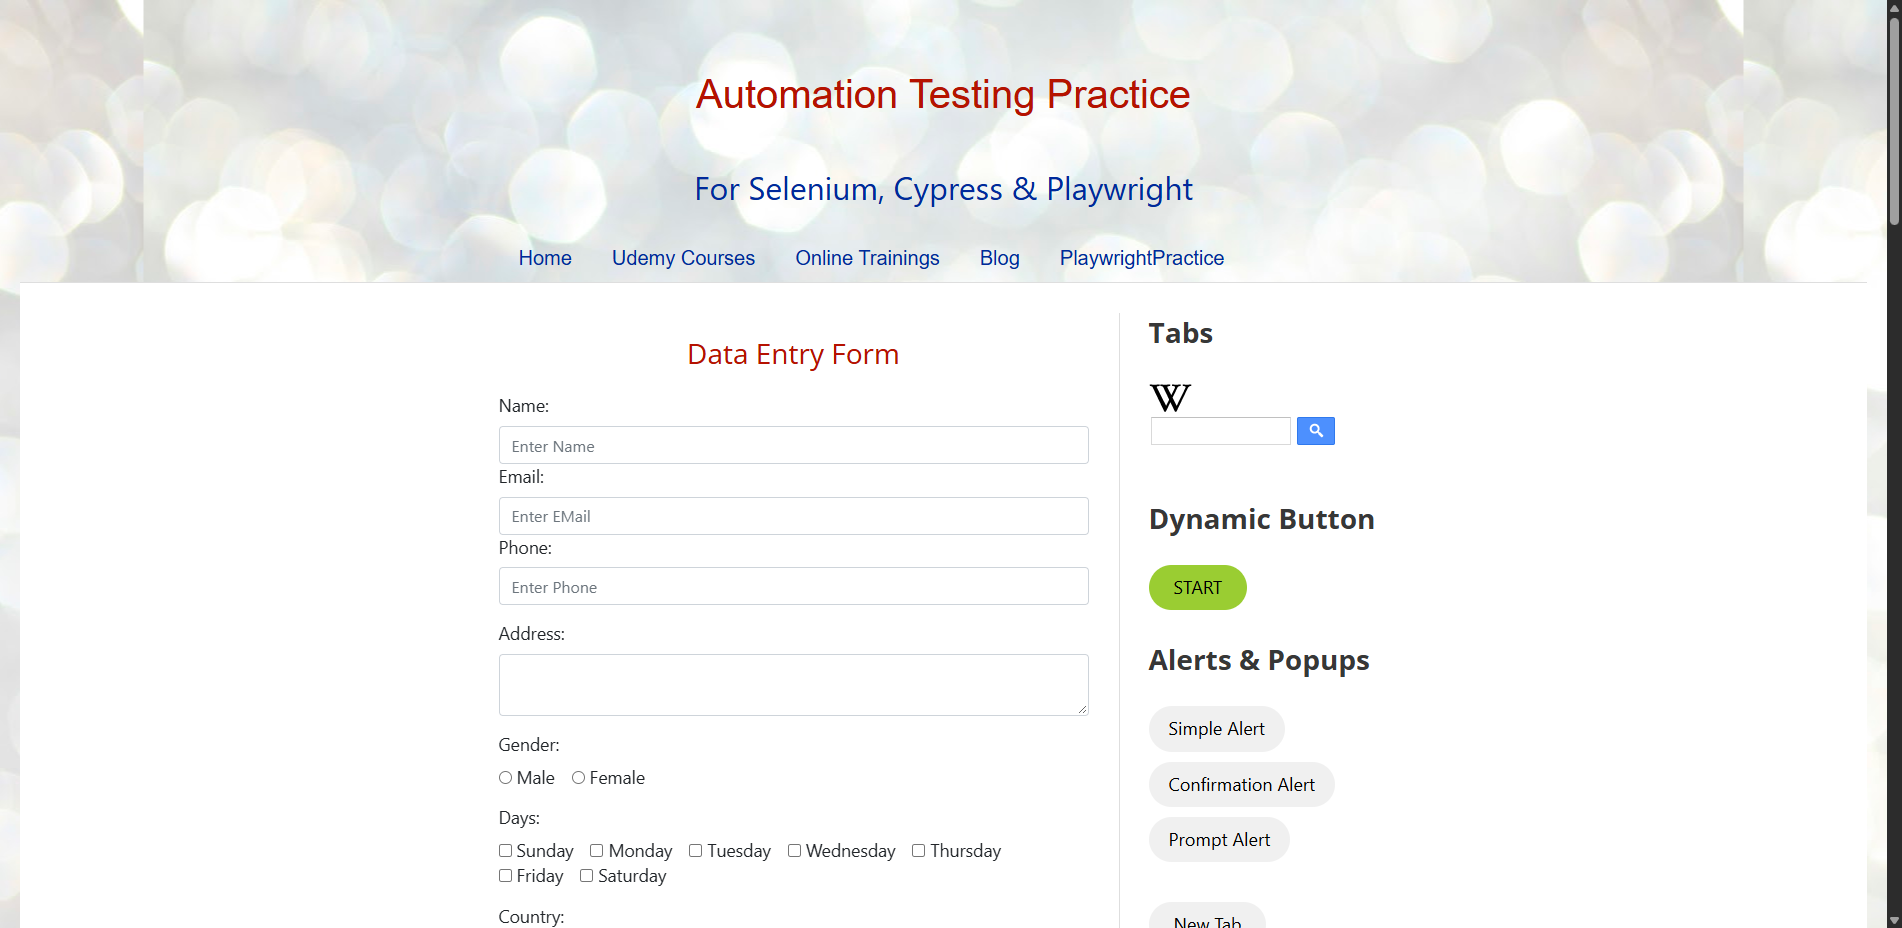 Automation Testing Practice
For Selenium, Cypress & Playwright
Home Udemy Courses Online Trainings Blog PlaywrightPractice
Data Entry Form
Name:
Enter Name
Email:
Enter EMail
Phone:
Enter Phone
Address:
Gender:
Male Female
Days:
Sunday Monday Tuesday Wednesday Thursday
Friday Saturday
Country:
Tabs
W
Dynamic Button
START
Alerts & Popups
Simple Alert
Confirmation Alert
Prompt Alert
New Tab